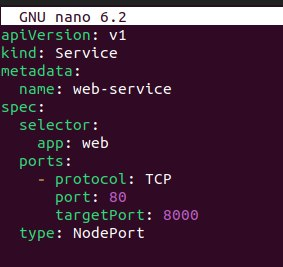 GNU nano 6.2
apiVersion: v1
kind: Service
metadata:
  name: web-service
spec:
  selector:
    app: web
  ports:
    - protocol: TCP
      port: 80
      targetPort: 8000
  type: NodePort